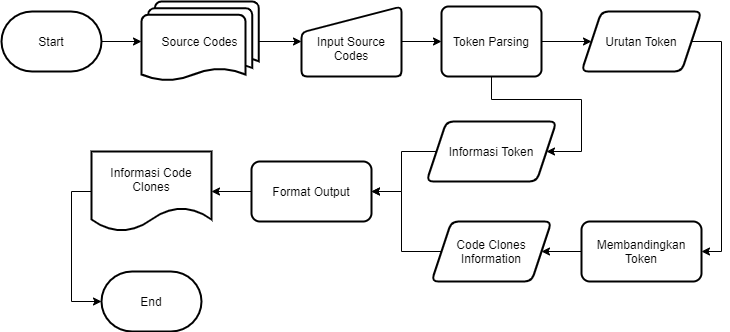 Start
Source Codes
Input Source
Codes
Token Parsing
Urutan Token
Informasi Token
Informasi Code
Clones
Format Output
Code Clones
Information
Membandingkan
Token
End